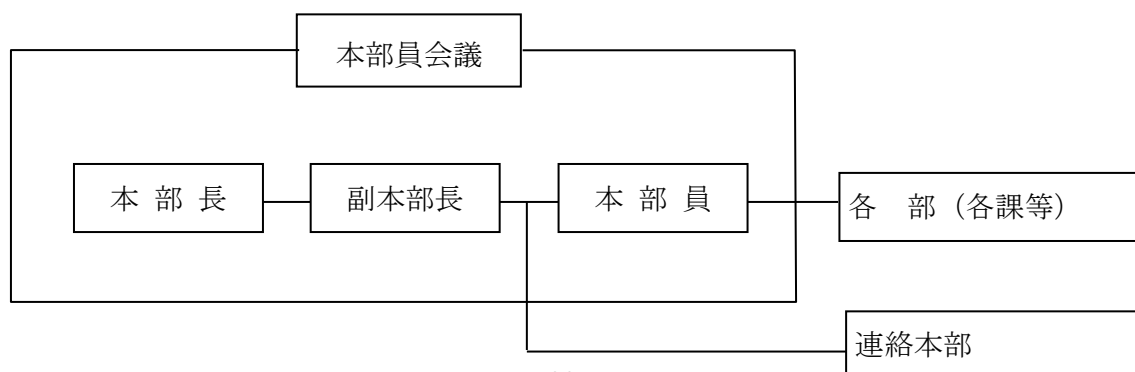 本部員会議
本 部 長
副本部長
本 部 員
各　部（各課等）
連絡本部